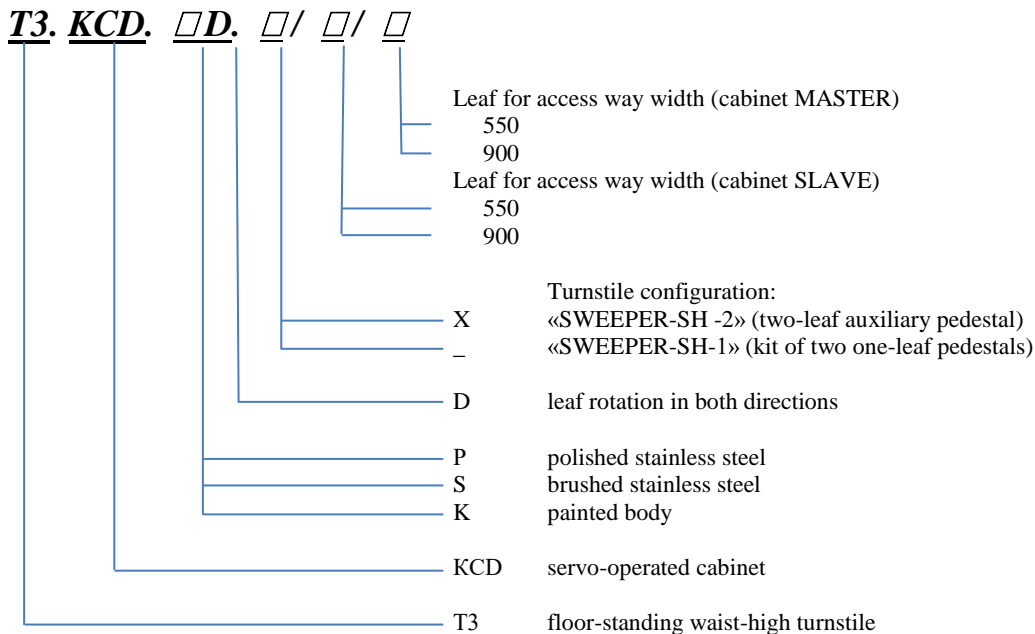 T3. KCD. □D. □/ □/ □
Leaf for access way width (cabinet MASTER)
550
900
Leaf for access way width (cabinet SLAVE)
550
900
Turnstile configuration:
X «SWEEPER-SH -2» (two-leaf auxiliary pedestal)
_ «SWEEPER-SH-1» (kit of two one-leaf pedestals)
D leaf rotation in both directions
P polished stainless steel
S brushed stainless steel
K painted body
KCD servo-operated cabinet
T3 floor-standing waist-high turnstile